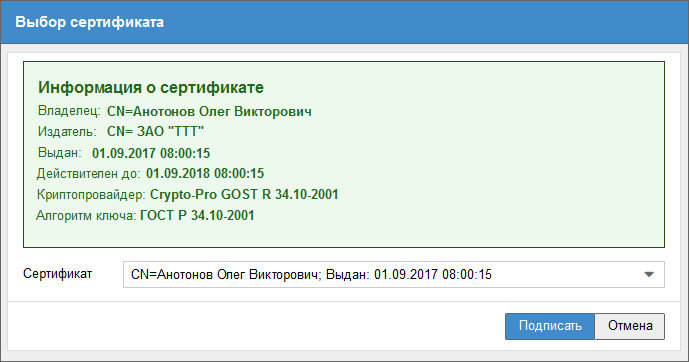 Выбор сертификата
Информация о сертификате
Владелец: CN=Анотонов Олег Викторович
Издатель: CN= ЗАО "ТТТ"
Выдан: 01.09.2017 08:00:15
Действителен до: 01.09.2018 08:00:15
Криптопровайдер: Crypto-Pro GOST R 34.10-2001
Алгоритм ключа: ГОСТ Р 34.10-2001
Сертификат CN=Анотонов Олег Викторович; Выдан: 01.09.2017 08:00:15
Подписать Отмена